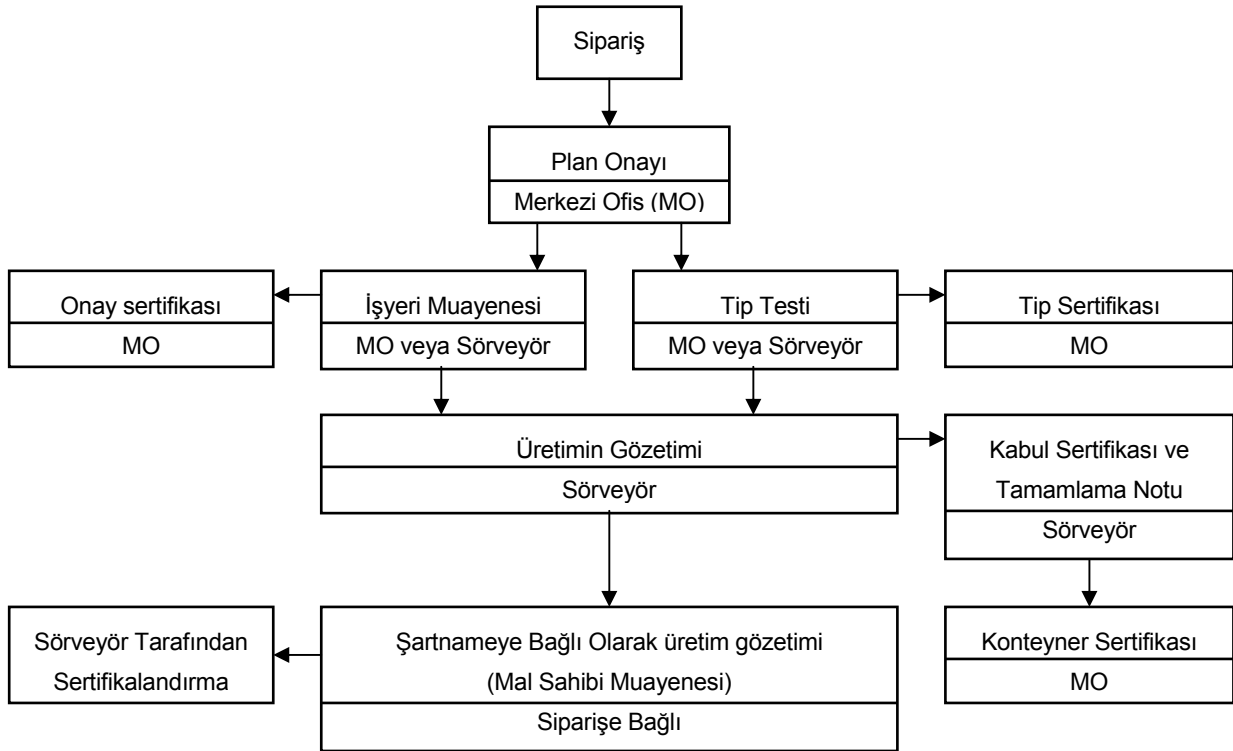 Sipariş
Plan Onayı
Merkezi Ofis (MO)
Onay sertifikası
MO
İşyeri Muayenesi
MO veya Sörveyör
Tip Testi
MO veya Sörveyör
Tip Sertifikası
MO
Üretimin Gözetimi
Sörveyör
Kabul Sertifikası ve
Tamamlama Notu
Sörveyör
Sörveyör Tarafından
Sertifikalandırma
Şartnameye Bağlı Olarak üretim gözetimi
(Mal Sahibi Muayenesi)
Siparişe Bağlı
Konteyner Sertifikası
MO